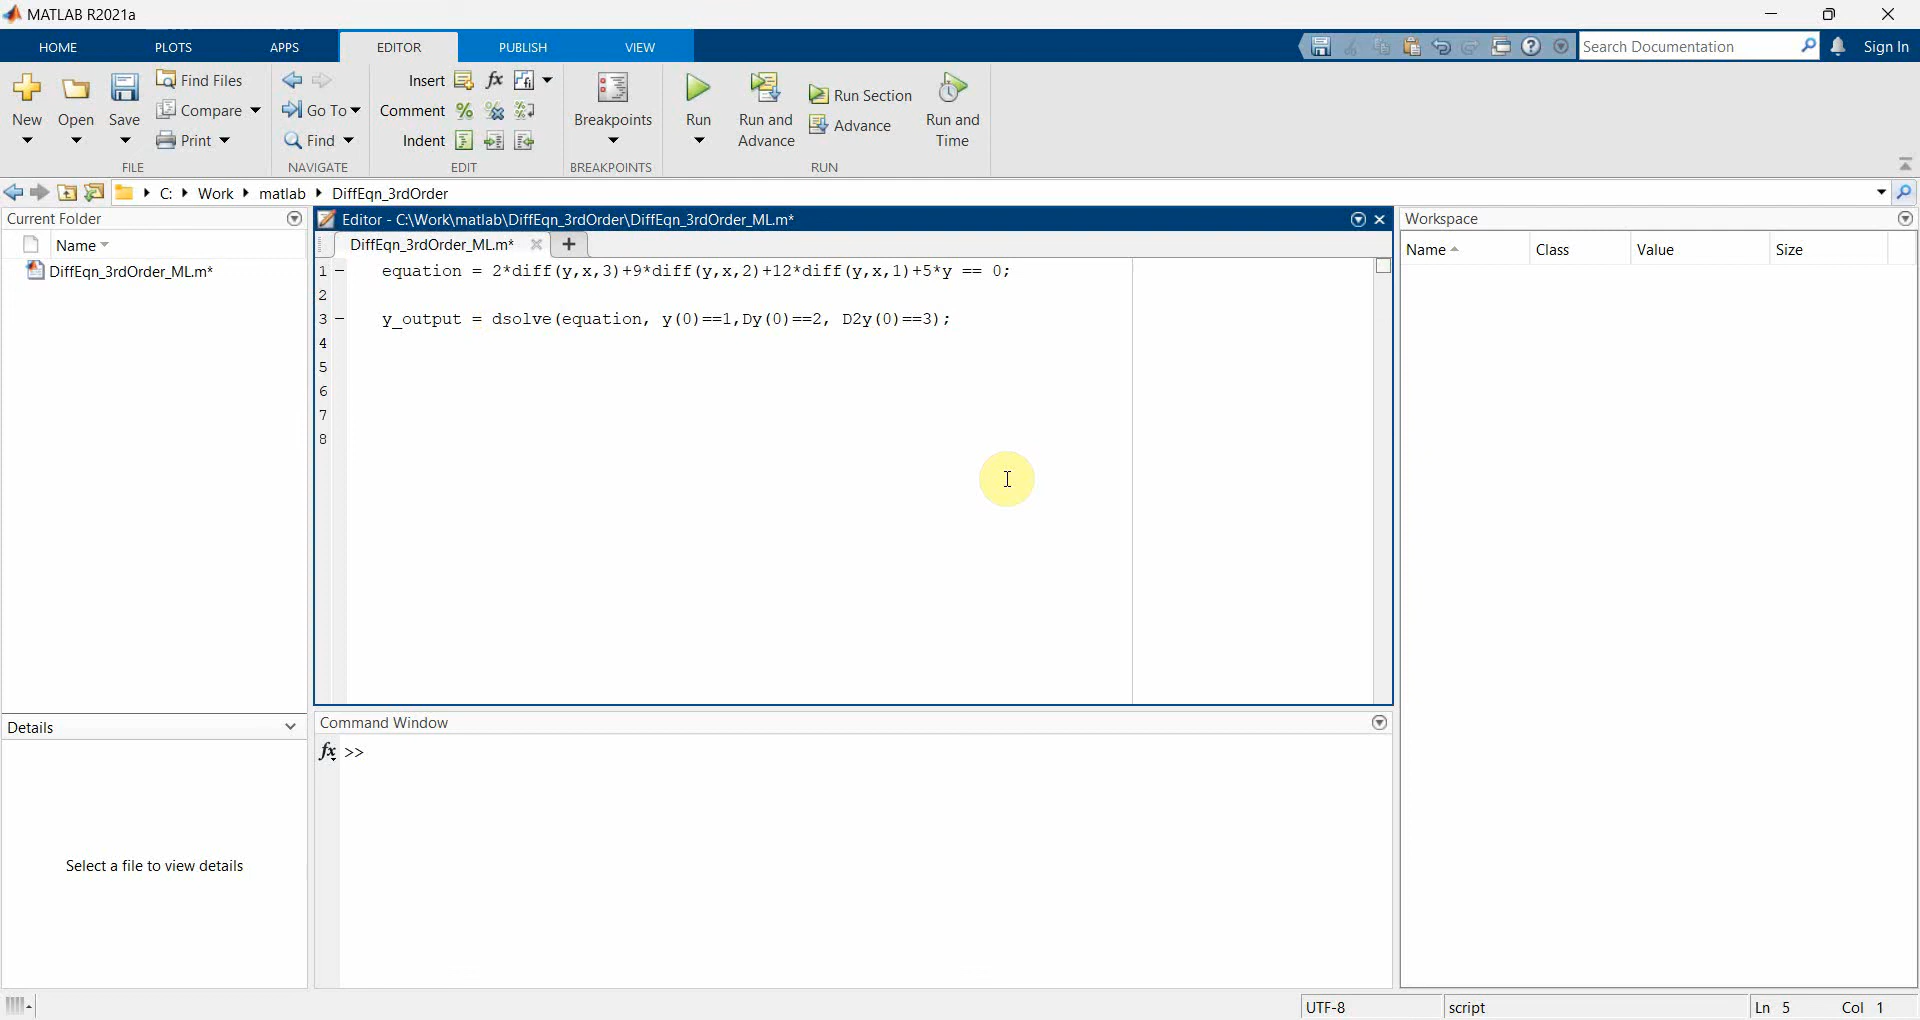 MATLAB R2021a
HOME PLOTS APPS EDITOR PUBLISH VIEW Search Documentation Sign In
New Open Save Find Files Compare Print FILE
Go To Find NAVIGATE
Insert fx Comment Indent EDIT
Breakpoints BREAKPOINTS
Run Run and Advance Run Section Advance Run and Time RUN
C: Work matlab DiffEqn_3rdOrder
Current Folder
Name
DiffEqn_3rdOrder_ML.m*
Details
Select a file to view details
Editor - C:\Work\matlab\DiffEqn_3rdOrder\DiffEqn_3rdOrder_ML.m*
DiffEqn_3rdOrder_ML.m* +
1 – equation = 2*diff(y,x,3)+9*diff(y,x,2)+12*diff(y,x,1)+5*y == 0;
2
3 – y_output = dsolve(equation, y(0)==1,Dy(0)==2, D2y(0)==3);
4
5
6
7
8
Command Window
fx >>
Workspace
Name Class Value Size
UTF-8 script Ln 5 Col 1